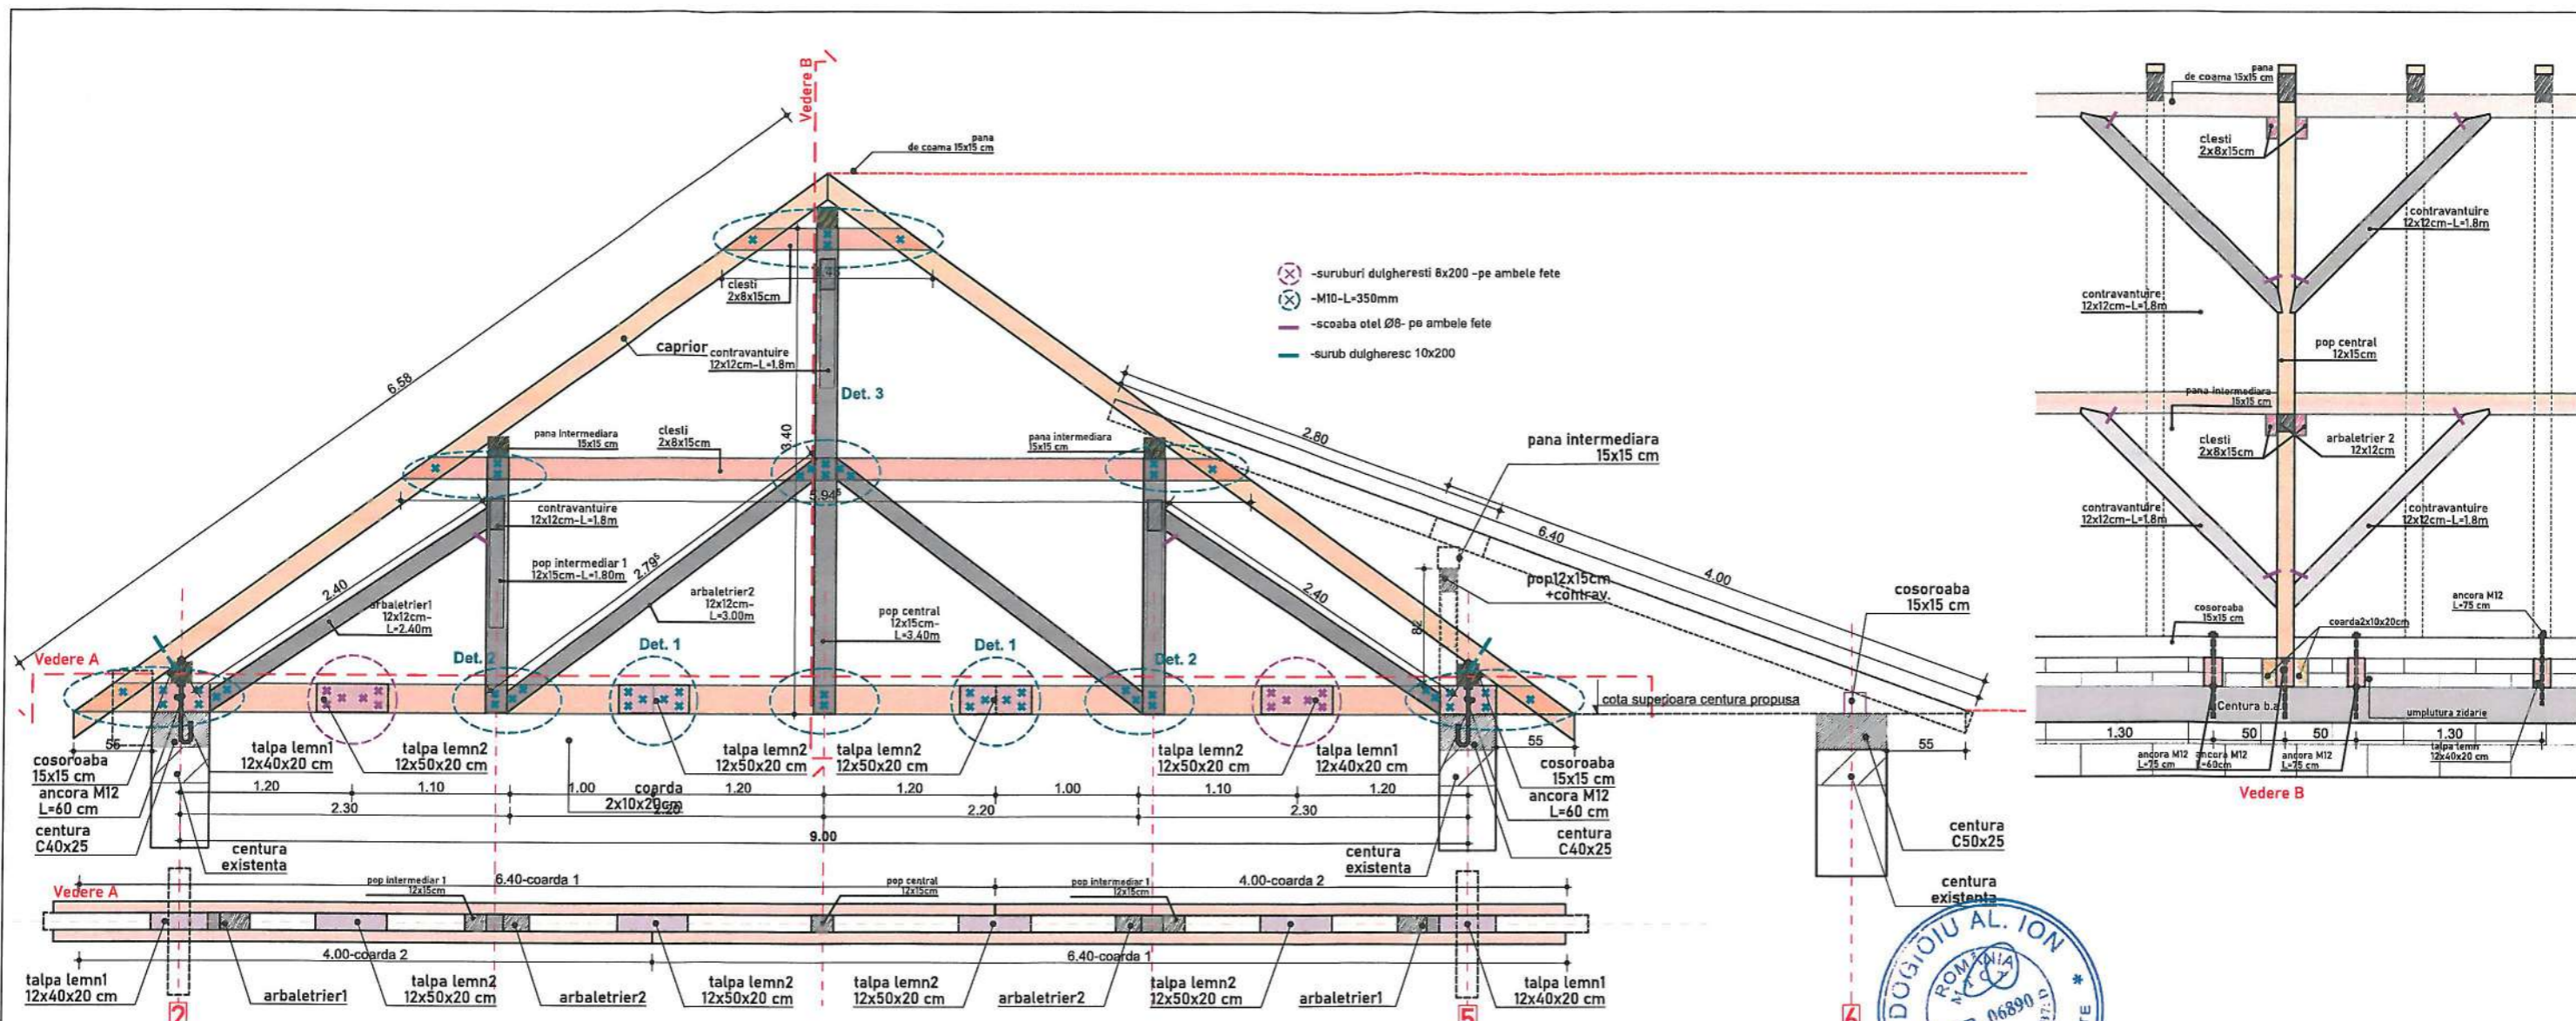 Vedere B
pana
de coama 15x15 cm
clesti
2x8x15cm
6.58
caprior
contravantuire
12x12cm-L=1.8m
Det. 3
-suruburi dulgheresti 8x200 -pe ambele fete
-M10-L=350mm
-scoaba otel Ø8- pe ambele fete
-surub dulgheresc 10x200
pana intermediara
15x15 cm
clesti
2x8x15cm
3.40
pana intermediara
15x15 cm
5.94⁵
2.80
pana intermediara
15x15 cm
6.40
4.00
contravantuire
12x12cm-L=1.8m
pop intermediar 1
12x15cm-L=1.80m
2.40
2.79⁵
arbaletrier1
12x12cm-
L=2.40m
arbaletrier2
12x12cm-
L=3.00m
pop central
12x15cm-
L=3.40m
2.40
82
pop12x15cm
+contrav.
cosoroaba
15x15 cm
Vedere A
Det. 2
Det. 1
Det. 1
Det. 2
cota superioara centura propusa
55
cosoroaba
15x15 cm
ancora M12
L=60 cm
centura
C40x25
talpa lemn1
12x40x20 cm
talpa lemn2
12x50x20 cm
talpa lemn2
12x50x20 cm
talpa lemn2
12x50x20 cm
talpa lemn2
12x50x20 cm
talpa lemn1
12x40x20 cm
55
55
cosoroaba
15x15 cm
ancora M12
L=60 cm
centura
C40x25
1.20
1.10
1.00
1.20
1.20
1.00
1.10
1.20
coarda
2x10x20cm
2.30
2.20
2.20
2.30
9.00
centura
existenta
centura
existenta
centura
C50x25
centura
existenta
Vedere A
6.40-coarda 1
4.00-coarda 2
pop intermediar 1
12x15cm
pop central
12x15cm
pop intermediar 1
12x15cm
4.00-coarda 2
6.40-coarda 1
talpa lemn1
12x40x20 cm
arbaletrier1
talpa lemn2
12x50x20 cm
arbaletrier2
talpa lemn2
12x50x20 cm
talpa lemn2
12x50x20 cm
arbaletrier2
talpa lemn2
12x50x20 cm
arbaletrier1
talpa lemn1
12x40x20 cm
2
5
6
pana
de coama 15x15 cm
clesti
2x8x15cm
contravantuire
12x12cm-L=1.8m
contravantuire
12x12cm-L=1.8m
pop central
12x15cm
pana intermediara
15x15 cm
clesti
2x8x15cm
arbaletrier 2
12x12cm
contravantuire
12x12cm-L=1.8m
contravantuire
12x12cm-L=1.8m
ancora M12
L=75 cm
cosoroaba
15x15 cm
coarda2x10x20cm
Centura b.a.
umplutura zidarie
1.30
50
50
1.30
ancora M12
L=75 cm
ancora M12
L=60cm
ancora M12
L=75 cm
talpa lemn
12x40x20 cm
Vedere B
DOGIOIU AL. ION
ROMÂNIA
06890